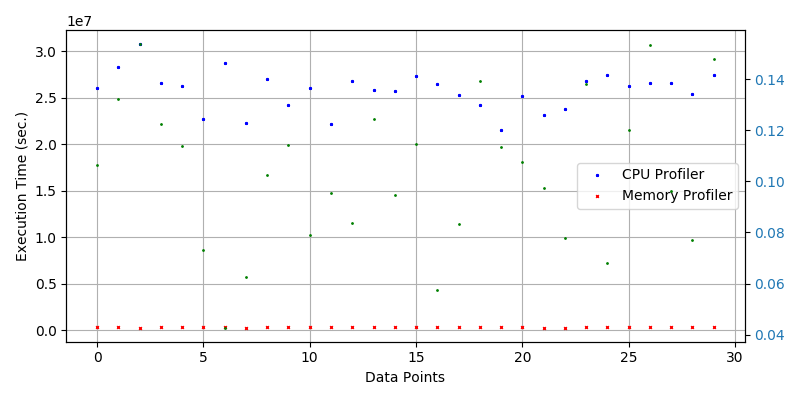 1e7
3.0
2.5
2.0
1.5
1.0
0.5
0.0
Execution Time (sec.)
0.14
0.12
0.10
0.08
0.06
0.04
CPU Profiler
Memory Profiler
0 5 10 15 20 25 30
Data Points